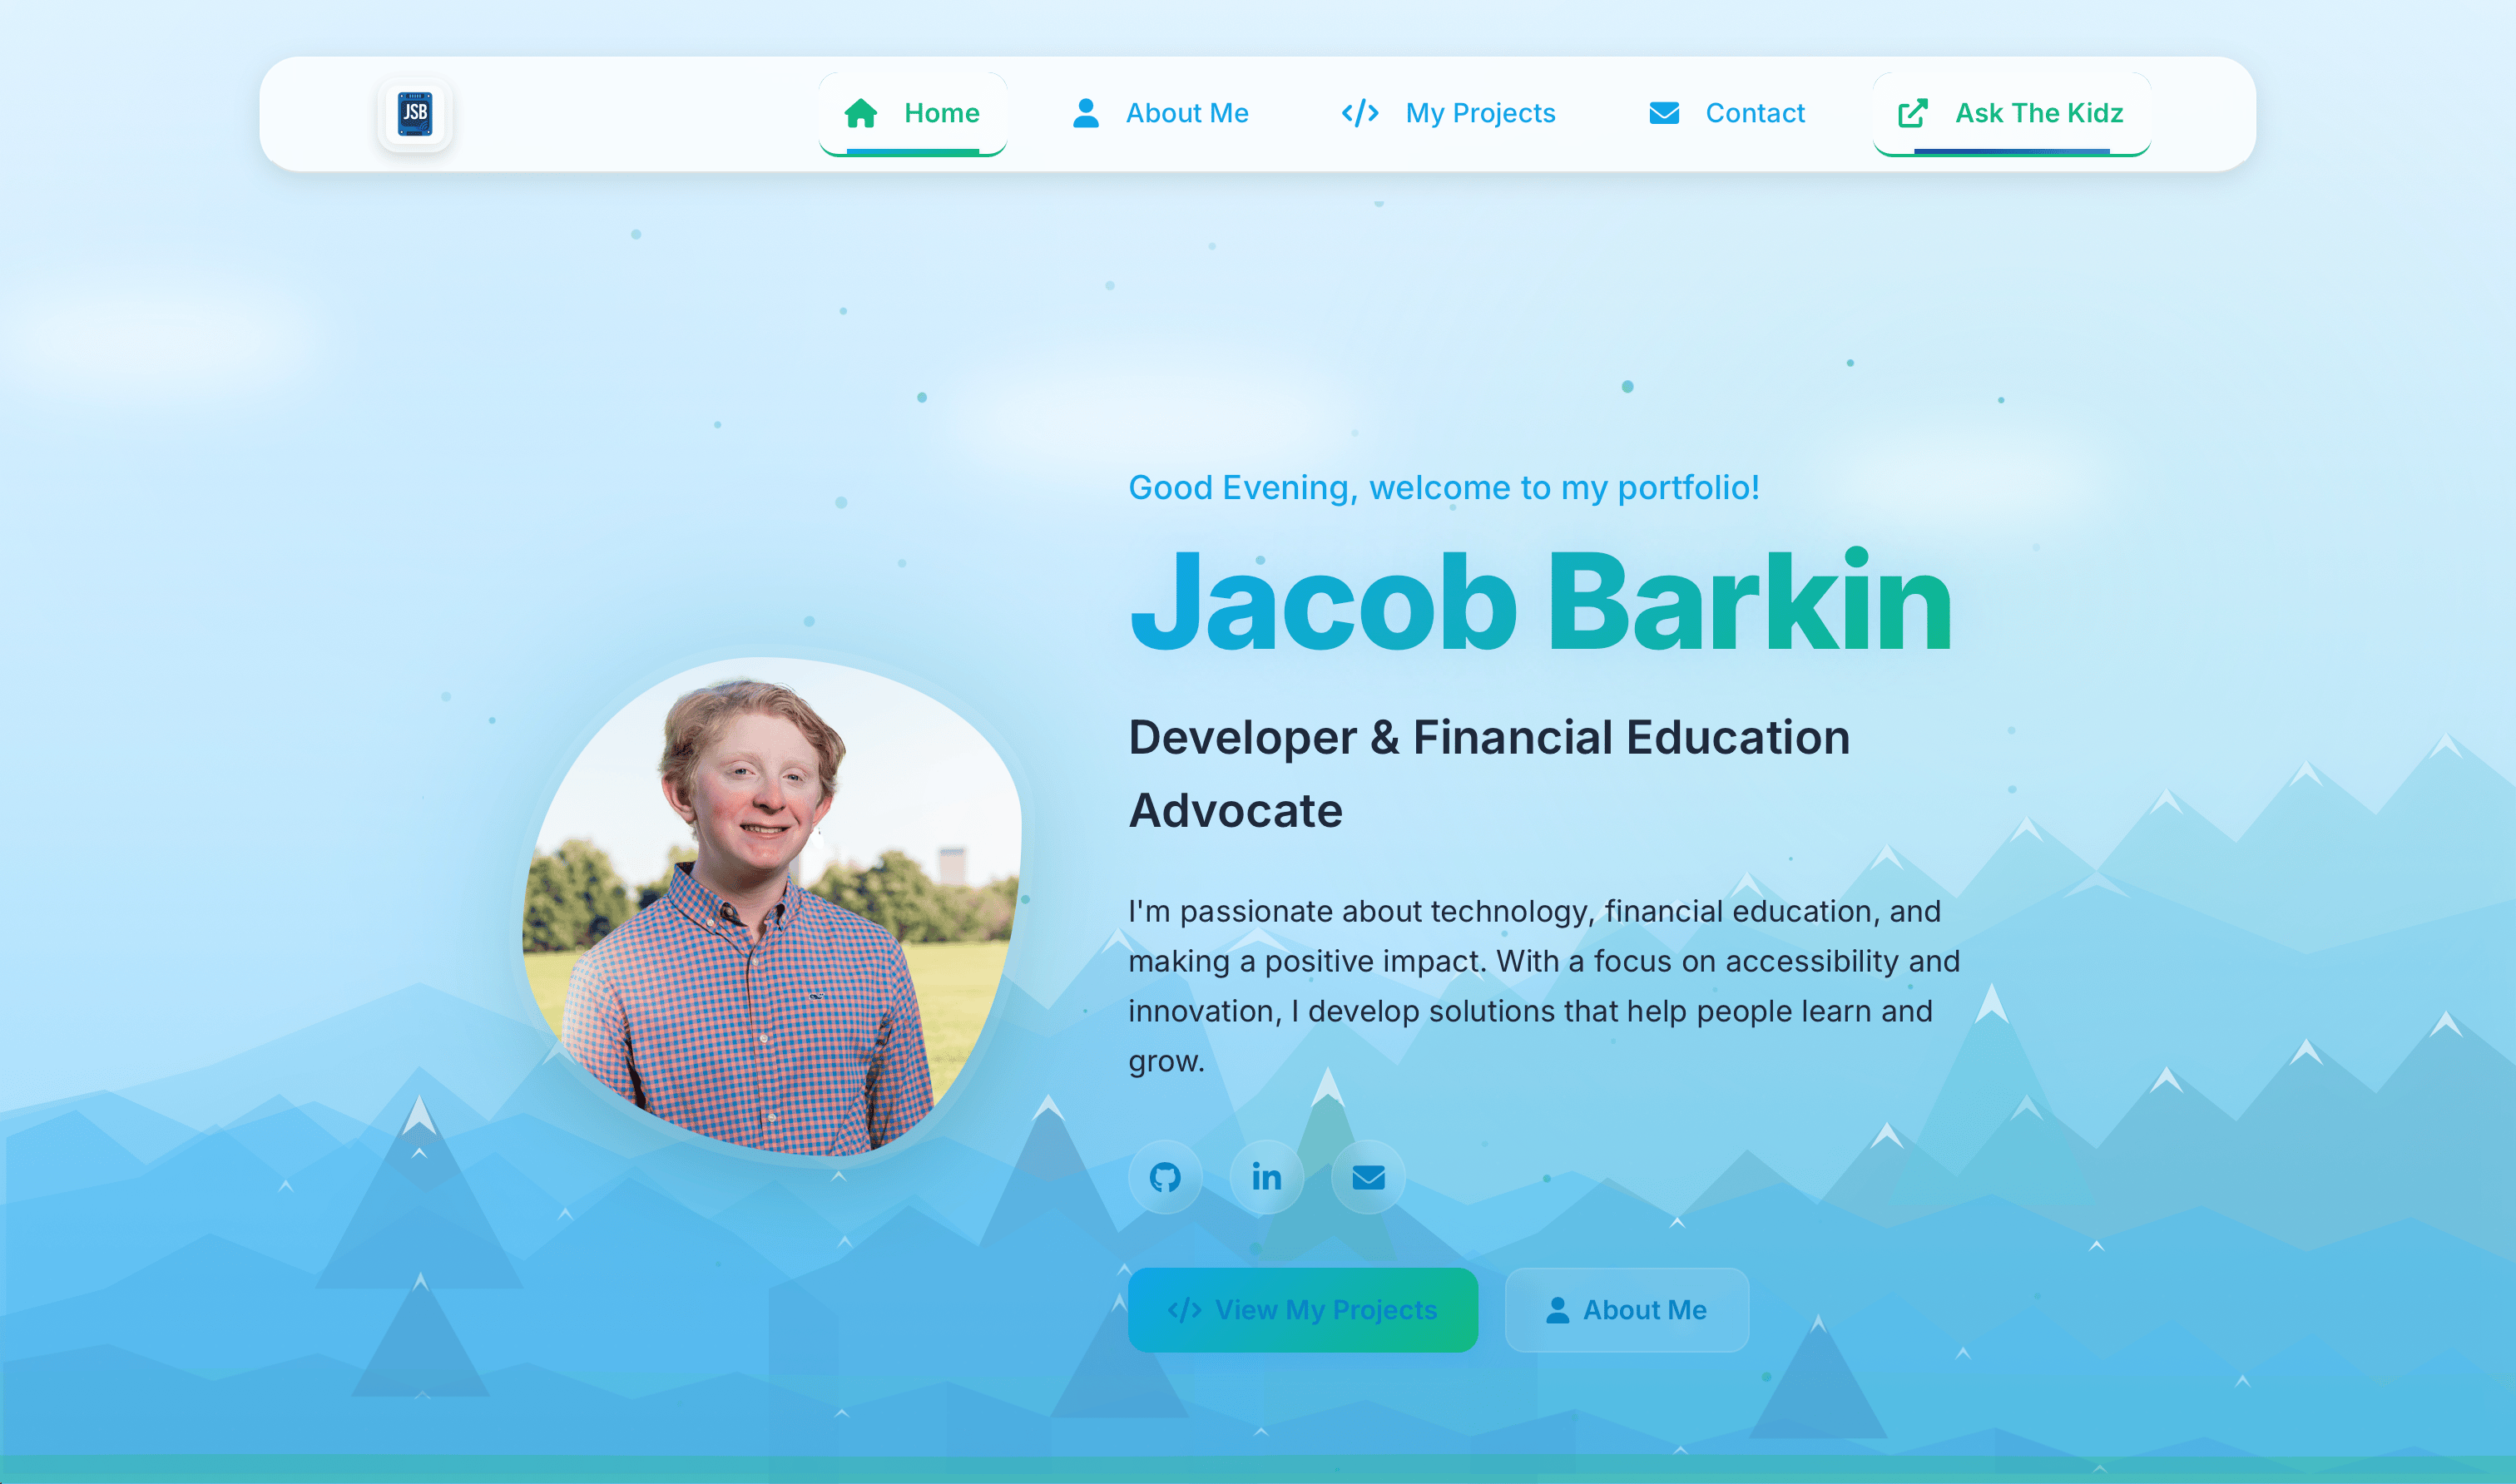 JSB
Home
About Me
My Projects
Contact
Ask The Kidz
Good Evening, welcome to my portfolio!
Jacob Barkin
Developer & Financial Education
Advocate
I'm passionate about technology, financial education, and
making a positive impact. With a focus on accessibility and
innovation, I develop solutions that help people learn and
grow.
in
View My Projects
About Me